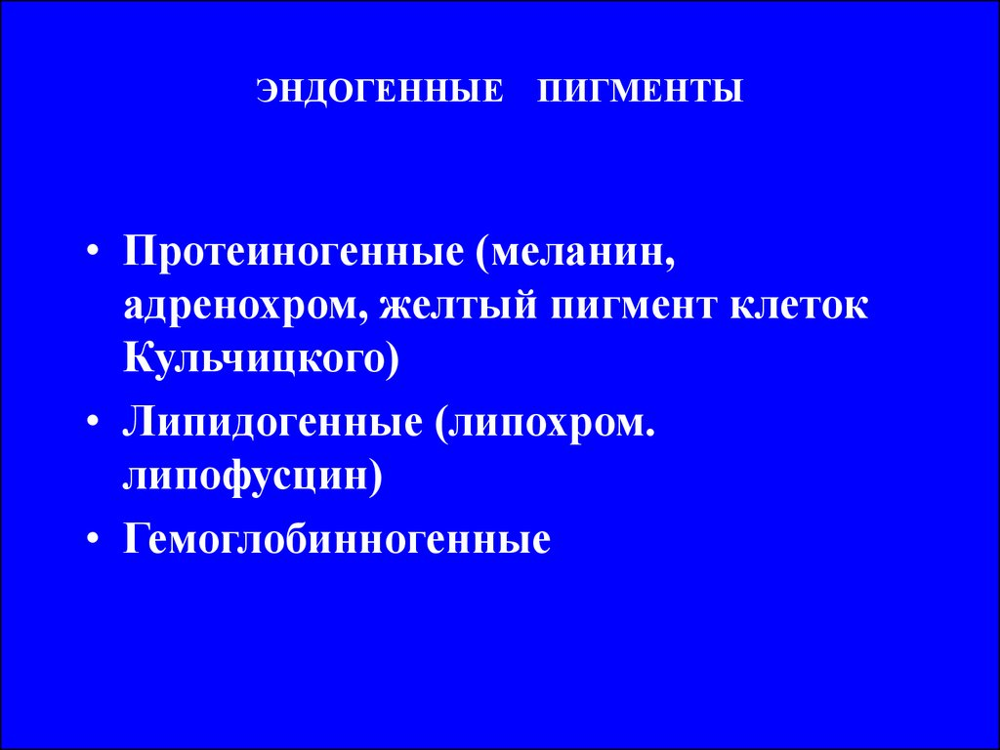 ЭНДОГЕННЫЕ ПИГМЕНТЫ
• Протеиногенные (меланин,
адренохром, желтый пигмент клеток
Кульчицкого)
• Липидогенные (липохром.
липофусцин)
• Гемоглобинногенные